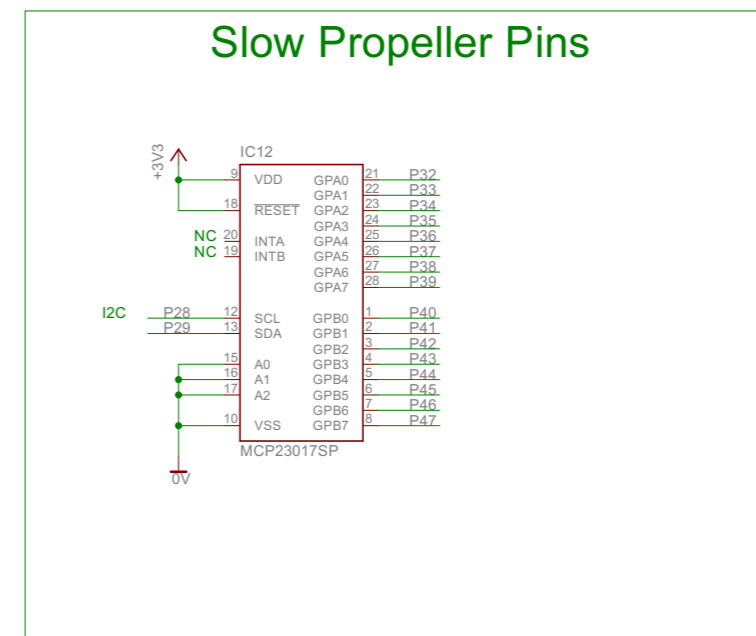 Slow Propeller Pins
+3V3
IC12
9 VDD GPA0 21 P32
GPA1 22 P33
18 RESET GPA2 23 P34
GPA3 24 P35
NC 20 INTA GPA4 25 P36
NC 19 INTB GPA5 26 P37
GPA6 27 P38
GPA7 28 P39
I2C P28 12 SCL GPB0 1 P40
P29 13 SDA GPB1 2 P41
GPB2 3 P42
15 A0 GPB3 4 P43
16 A1 GPB4 5 P44
17 A2 GPB5 6 P45
GPB6 7 P46
10 VSS GPB7 8 P47
MCP23017SP
0V